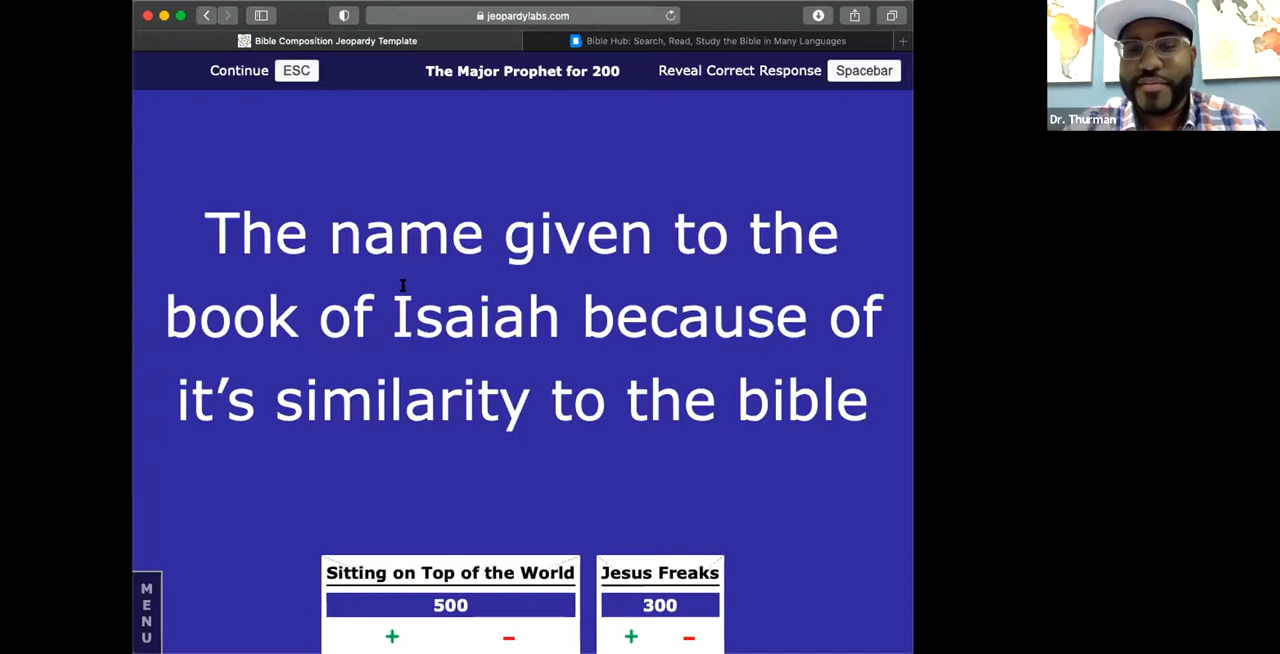 jeopardylabs.com
Bible Composition Jeopardy Template
Bible Hub: Search, Read, Study the Bible in Many Languages
Continue ESC
The Major Prophet for 200
Reveal Correct Response Spacebar
Dr. Thurman
The name given to the
book of Isaiah because of
it’s similarity to the bible
MENU
Sitting on Top of the World
500
+ −
Jesus Freaks
300
+ −